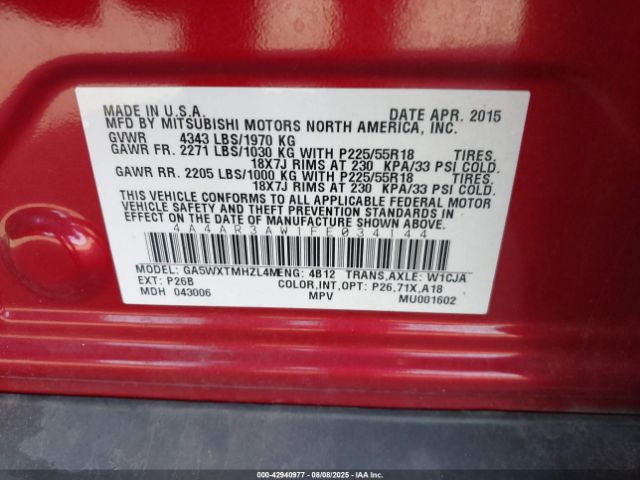 MADE IN U.S.A. DATE APR. 2015
MFD BY MITSUBISHI MOTORS NORTH AMERICA, INC.
GVWR 4343 LBS/1970 KG
GAWR FR. 2271 LBS/1030 KG WITH P225/55R18 TIRES.
18X7J RIMS AT 230 KPA/33 PSI COLD.
GAWR RR. 2205 LBS/1000 KG WITH P225/55R18 TIRES.
18X7J RIMS AT 230 KPA/33 PSI COLD.
THIS VEHICLE CONFORMS TO ALL APPLICABLE FEDERAL MOTOR
VEHICLE SAFETY AND THEFT PREVENTION STANDARDS IN
EFFECT ON THE DATE OF MANUFACTURE SHOWN ABOVE.
4A4AR3AW1FE034144
MODEL: GA5WXTMHZL4M ENG: 4B12 TRANS,AXLE: W1CJA
EXT: P26B COLOR,INT,OPT: P26,71X,A18
MDH 043006 MPV MU001602
000-42940977 - 08/08/2025 - IAA Inc.